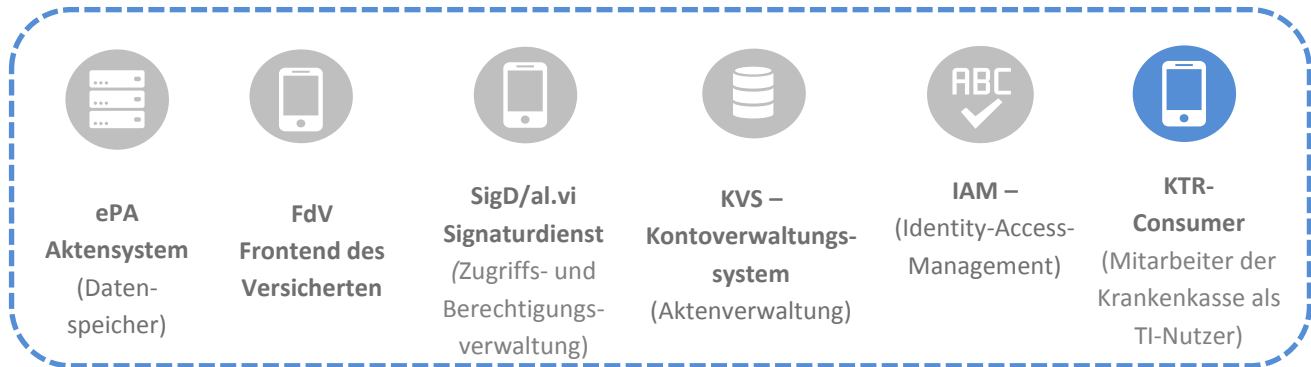 ABC
ePA
Aktensystem
(Daten-
speicher)
FdV
Frontend des
Versicherten
SigD/al.vi
Signaturdienst
(Zugriffs- und
Berechtigungs-
verwaltung)
KVS –
Kontoverwaltungs-
system
(Aktenverwaltung)
IAM –
(Identity-Access-
Management)
KTR-
Consumer
(Mitarbeiter der
Krankenkasse als
TI-Nutzer)